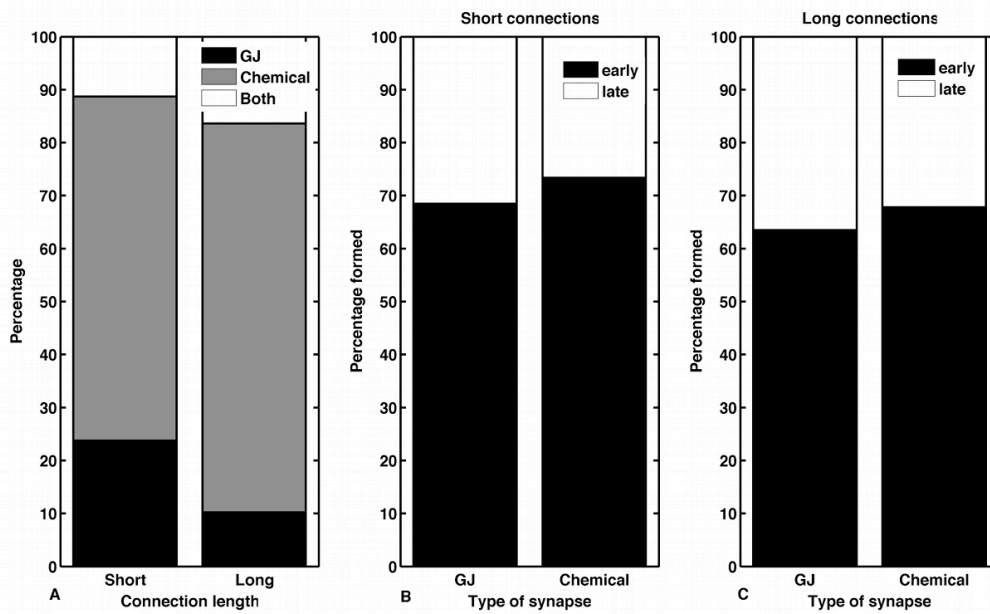 Short connections
Long connections
100
90
80
70
60
50
40
30
20
10
0
Percentage
GJ
Chemical
Both
Short
Long
A
Connection length
100
90
80
70
60
50
40
30
20
10
0
Percentage formed
early
late
GJ
Chemical
B
Type of synapse
100
90
80
70
60
50
40
30
20
10
0
Percentage formed
early
late
GJ
Chemical
C
Type of synapse